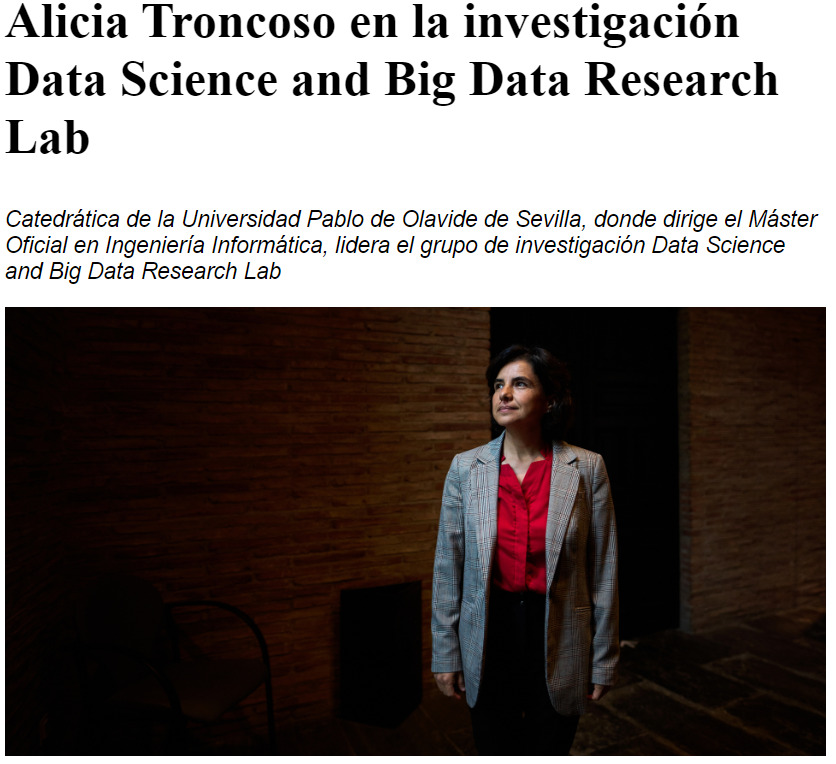 Alicia Troncoso en la investigación
Data Science and Big Data Research
Lab
Catedrática de la Universidad Pablo de Olavide de Sevilla, donde dirige el Máster
Oficial en Ingeniería Informática, lidera el grupo de investigación Data Science
and Big Data Research Lab